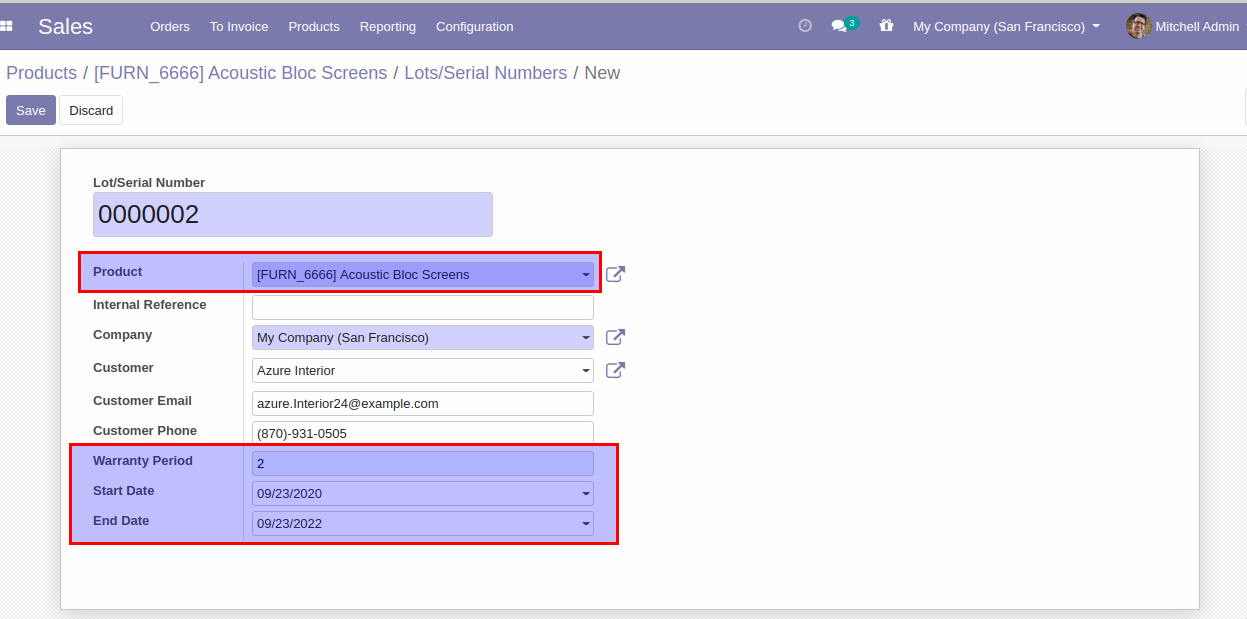 Sales Orders To Invoice Products Reporting Configuration 3 My Company (San Francisco) Mitchell Admin
Products / [FURN_6666] Acoustic Bloc Screens / Lots/Serial Numbers / New
Save Discard
Lot/Serial Number
0000002
Product [FURN_6666] Acoustic Bloc Screens
Internal Reference
Company My Company (San Francisco)
Customer Azure Interior
Customer Email azure.Interior24@example.com
Customer Phone (870)-931-0505
Warranty Period 2
Start Date 09/23/2020
End Date 09/23/2022